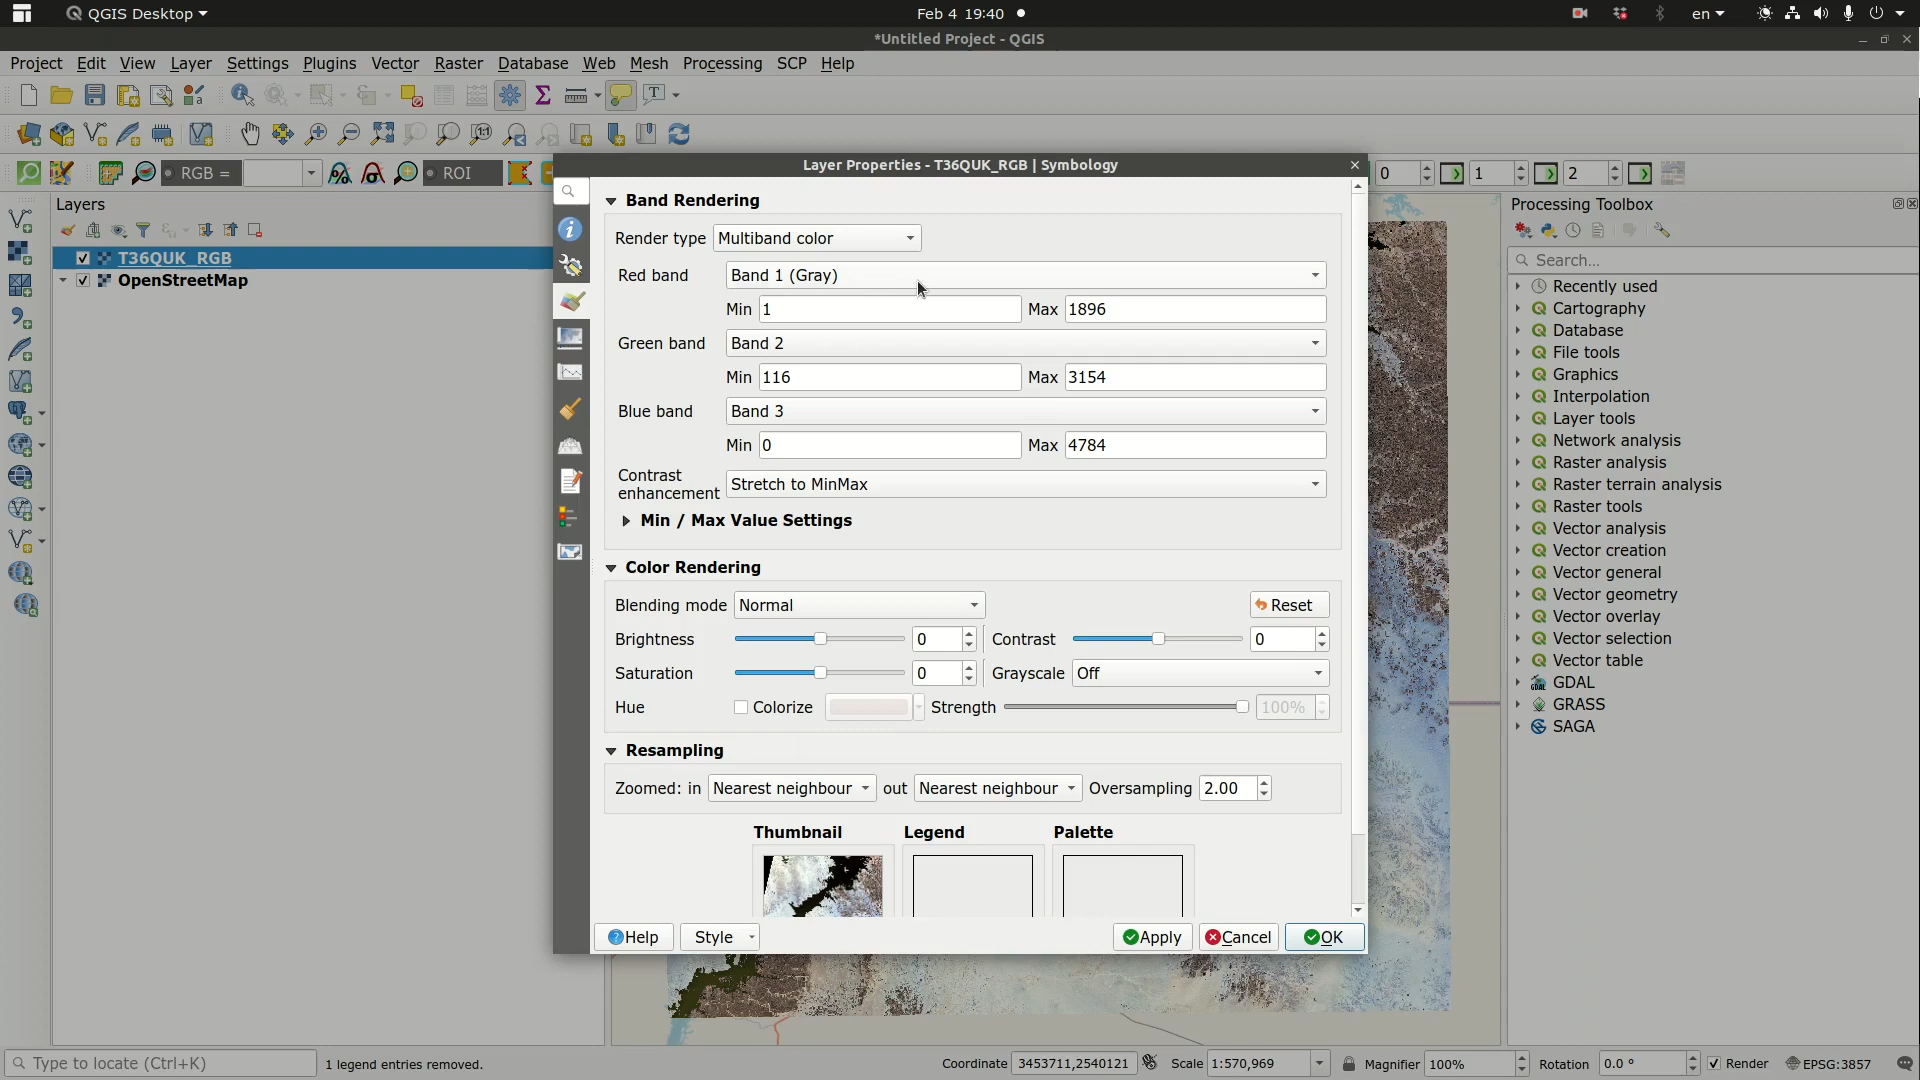 QGIS Desktop
Feb 4 19:40
en
*Untitled Project - QGIS
Project Edit View Layer Settings Plugins Vector Raster Database Web Mesh Processing SCP Help
RGB =
ROI
0
1
2
Layers
T36QUK_RGB
OpenStreetMap
Layer Properties - T36QUK_RGB | Symbology
Band Rendering
Render type Multiband color
Red band Band 1 (Gray)
Min 1 Max 1896
Green band Band 2
Min 116 Max 3154
Blue band Band 3
Min 0 Max 4784
Contrast
enhancement Stretch to MinMax
Min / Max Value Settings
Color Rendering
Blending mode Normal Reset
Brightness 0 Contrast 0
Saturation 0 Grayscale Off
Hue Colorize Strength 100%
Resampling
Zoomed: in Nearest neighbour out Nearest neighbour Oversampling 2.00
Thumbnail Legend Palette
Help Style Apply Cancel OK
Processing Toolbox
Search...
Recently used
Cartography
Database
File tools
Graphics
Interpolation
Layer tools
Network analysis
Raster analysis
Raster terrain analysis
Raster tools
Vector analysis
Vector creation
Vector general
Vector geometry
Vector overlay
Vector selection
Vector table
GDAL
GRASS
SAGA
Type to locate (Ctrl+K) 1 legend entries removed. Coordinate 3453711,2540121 Scale 1:570,969 Magnifier 100% Rotation 0.0 ° Render EPSG:3857